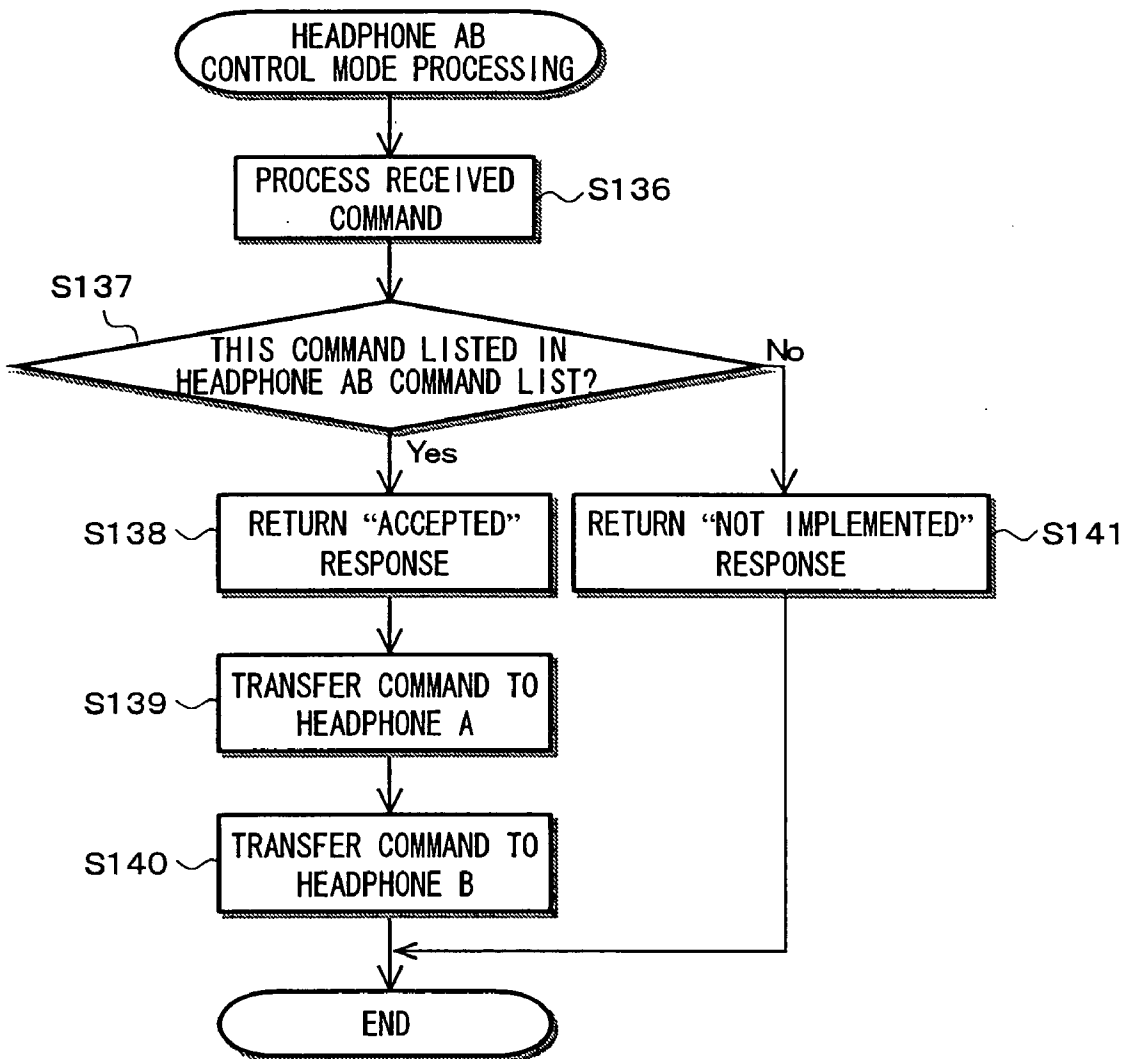 HEADPHONE AB
CONTROL MODE PROCESSING
PROCESS RECEIVED
COMMAND
S136
S137
THIS COMMAND LISTED IN
HEADPHONE AB COMMAND LIST?
No
Yes
S138
RETURN “ACCEPTED”
RESPONSE
RETURN “NOT IMPLEMENTED”
RESPONSE
S141
S139
TRANSFER COMMAND TO
HEADPHONE A
S140
TRANSFER COMMAND TO
HEADPHONE B
END